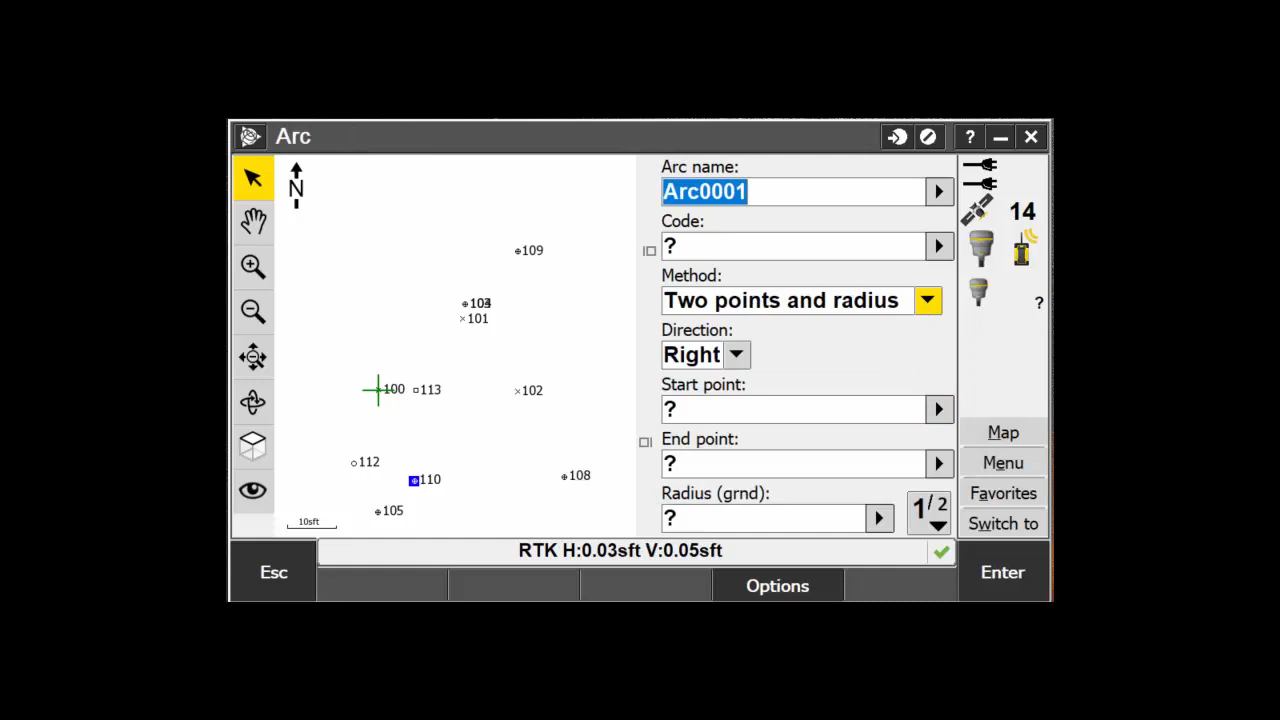 Arc
?
N
109
104
101
100
113
102
112
110
108
105
10sft
Arc name:
Arc0001
Code:
?
Method:
Two points and radius
Direction:
Right
Start point:
?
End point:
?
Radius (grnd):
?
1/2
14
?
Map
Menu
Favorites
Switch to
RTK H:0.03sft V:0.05sft
Esc
Options
Enter